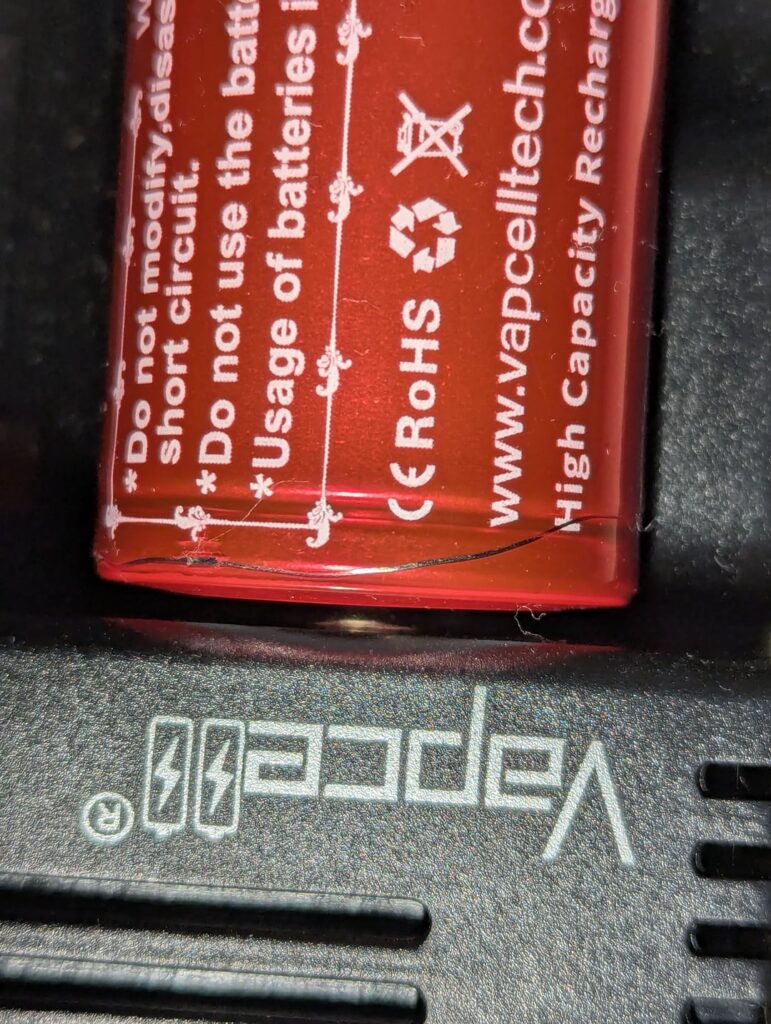 *Do not modify,disas
short circuit.
*Do not use the batt
*Usage of batteries i
CE RoHS
www.vapcelltech.co
High Capacity Recharg
Vapcell®